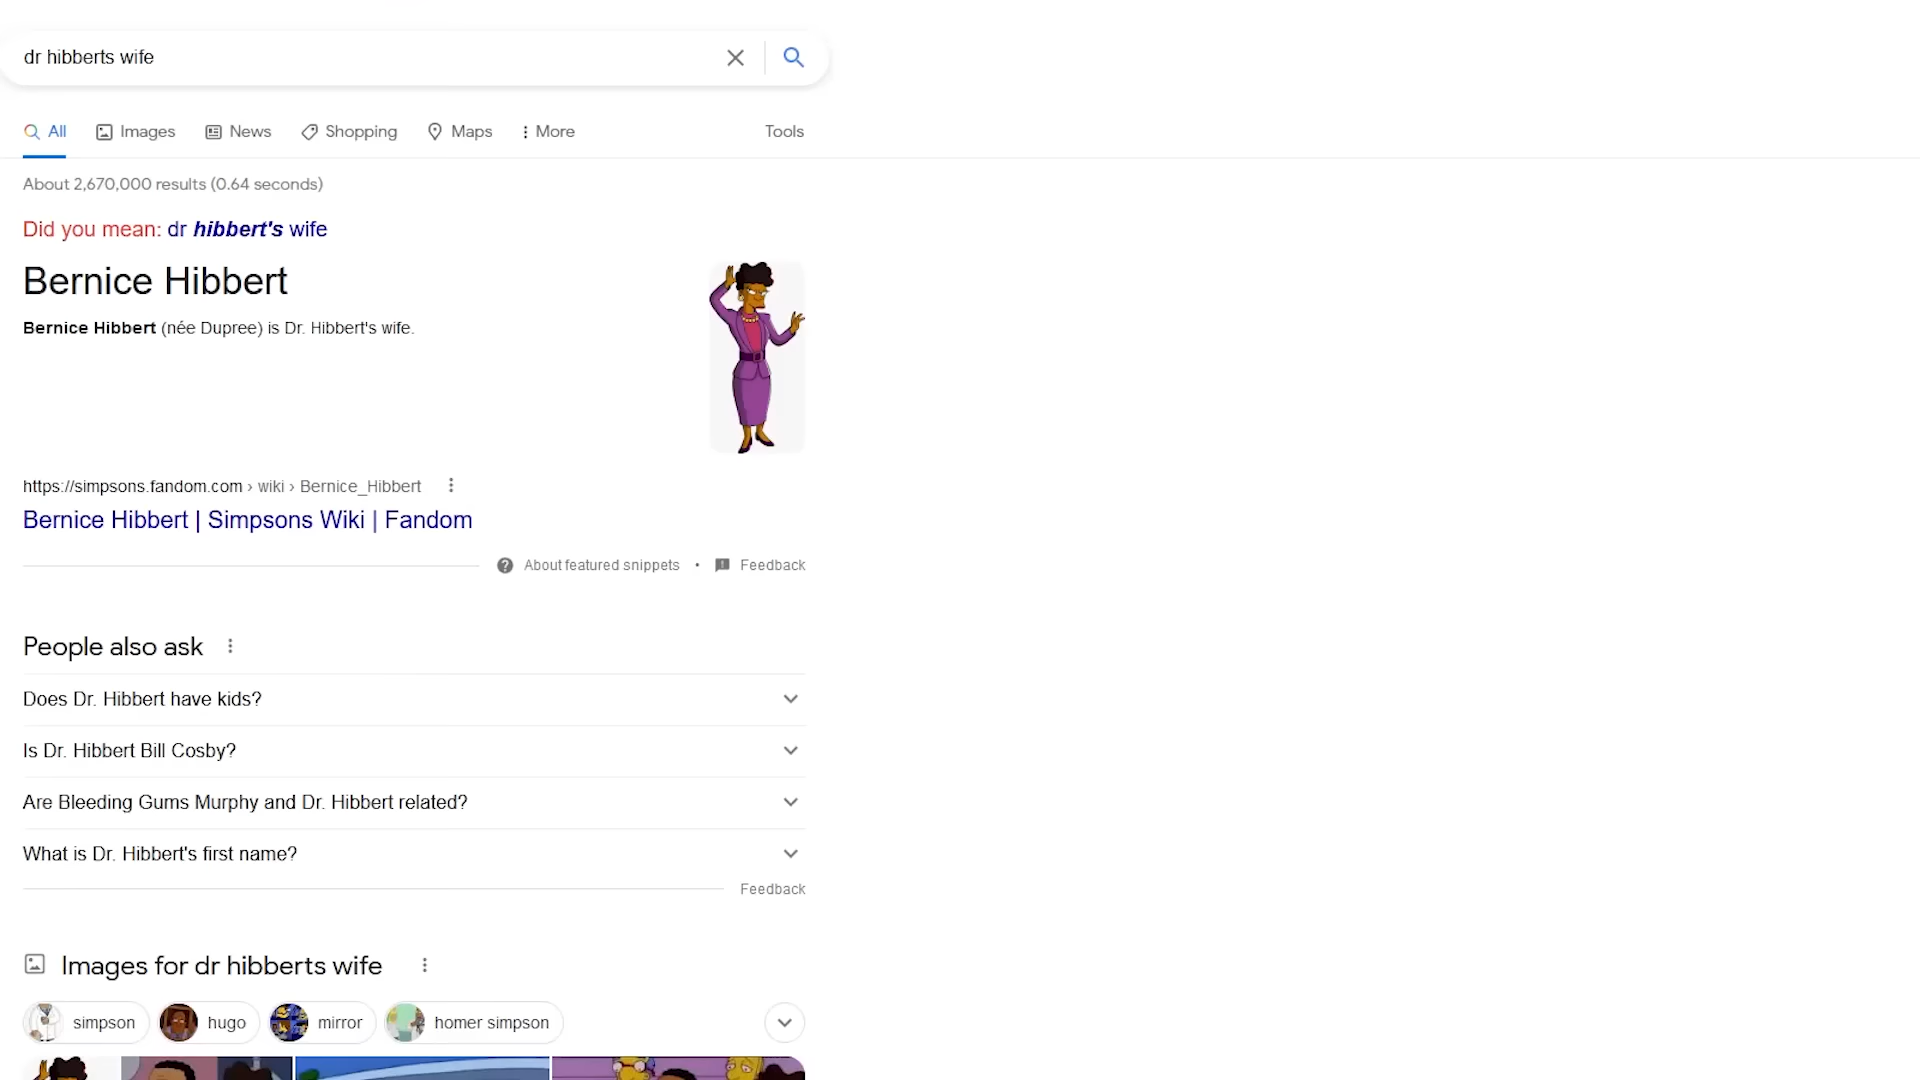 dr hibberts wife
All Images News Shopping Maps More Tools
About 2,670,000 results (0.64 seconds)
Did you mean: dr hibbert's wife
Bernice Hibbert
Bernice Hibbert (née Dupree) is Dr. Hibbert's wife.
https://simpsons.fandom.com › wiki › Bernice_Hibbert
Bernice Hibbert | Simpsons Wiki | Fandom
About featured snippets • Feedback
People also ask
Does Dr. Hibbert have kids?
Is Dr. Hibbert Bill Cosby?
Are Bleeding Gums Murphy and Dr. Hibbert related?
What is Dr. Hibbert's first name?
Feedback
Images for dr hibberts wife
simpson hugo mirror homer simpson